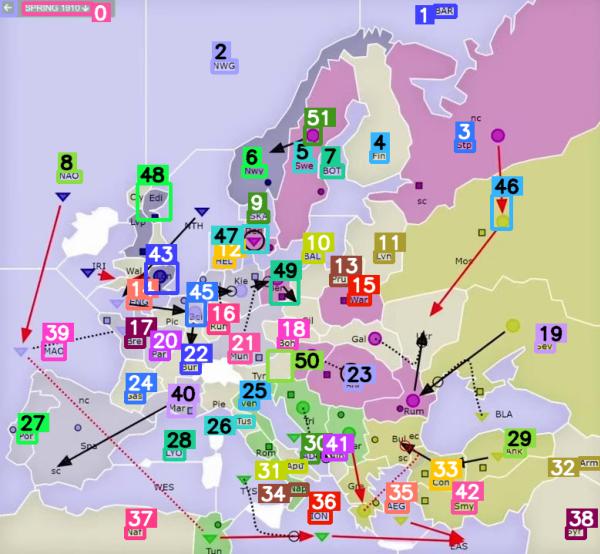 SPRING 1910
0
1 BAR
2
NWG
3
Stp
nc
51
4
Fin
5
Swe
6
Nwy
7
BOT
8
NAO
46
sc
48
Cly Edi
Lvp
9
SKA
NTH
47
12
HEL
10
BAL
11
Lvn
Mos
43
IRI
Wal
Kie
49
13
Pru
15
War
ENG
45
Bel
Pic
16
Ruh
39
MAO
17
Bre
20
Par
22
Bur
21
Mun
18
Boh
Gal
19
Sev
50
Tyr
23
Rum
BLA
24
Gas
40
Mar
25
Ven
Pie
26
Tus
Tri
nc
27
Por
Spa
sc
28
LYO
Rom
30
41
Bul ec
sc
29
Ank
31
Apu
33
Con
32
Arm
WES
TYS
34
Nap
36
ION
Gre
35
AEG
42
Smy
37
Naf
38
Syr
Tun
EAS